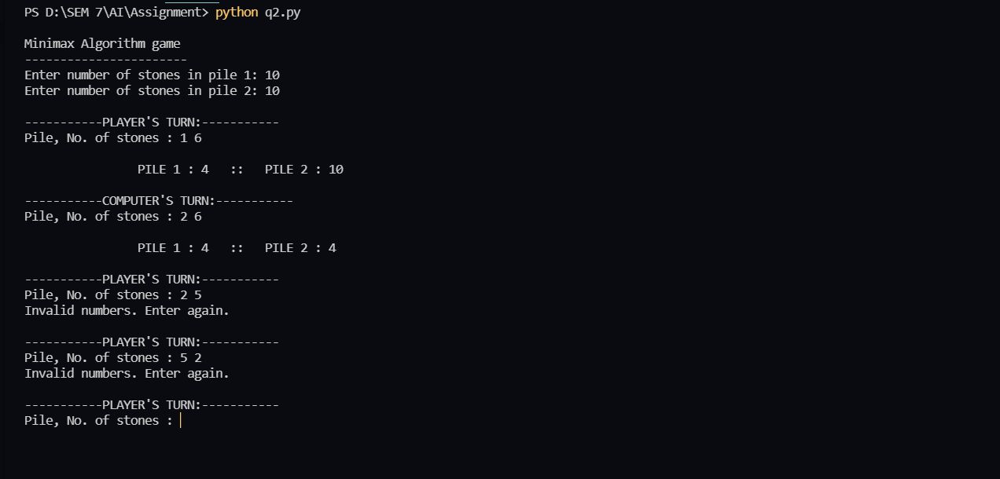 PS D:\SEM 7\AI\Assignment> python q2.py
Minimax Algorithm game
-----------------------
Enter number of stones in pile 1: 10
Enter number of stones in pile 2: 10
-----------PLAYER'S TURN:-----------
Pile, No. of stones : 1 6
PILE 1 : 4   ::   PILE 2 : 10
-----------COMPUTER'S TURN:-----------
Pile, No. of stones : 2 6
PILE 1 : 4   ::   PILE 2 : 4
-----------PLAYER'S TURN:-----------
Pile, No. of stones : 2 5
Invalid numbers. Enter again.
-----------PLAYER'S TURN:-----------
Pile, No. of stones : 5 2
Invalid numbers. Enter again.
-----------PLAYER'S TURN:-----------
Pile, No. of stones :